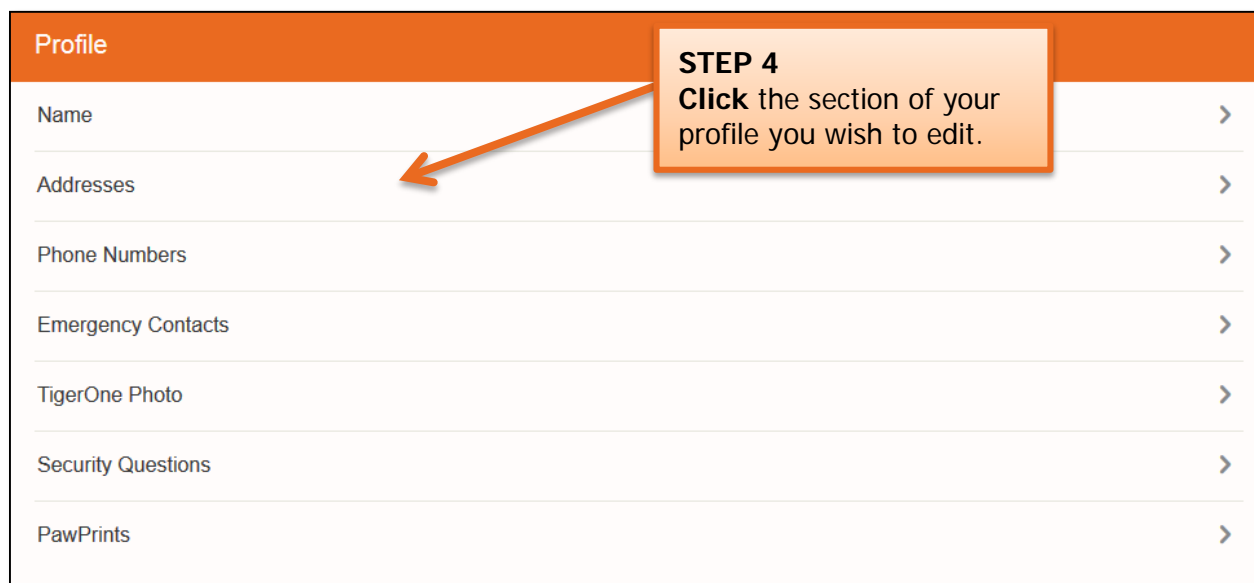 Profile
STEP 4
Click the section of your
profile you wish to edit.
Name
Addresses
Phone Numbers
Emergency Contacts
TigerOne Photo
Security Questions
PawPrints